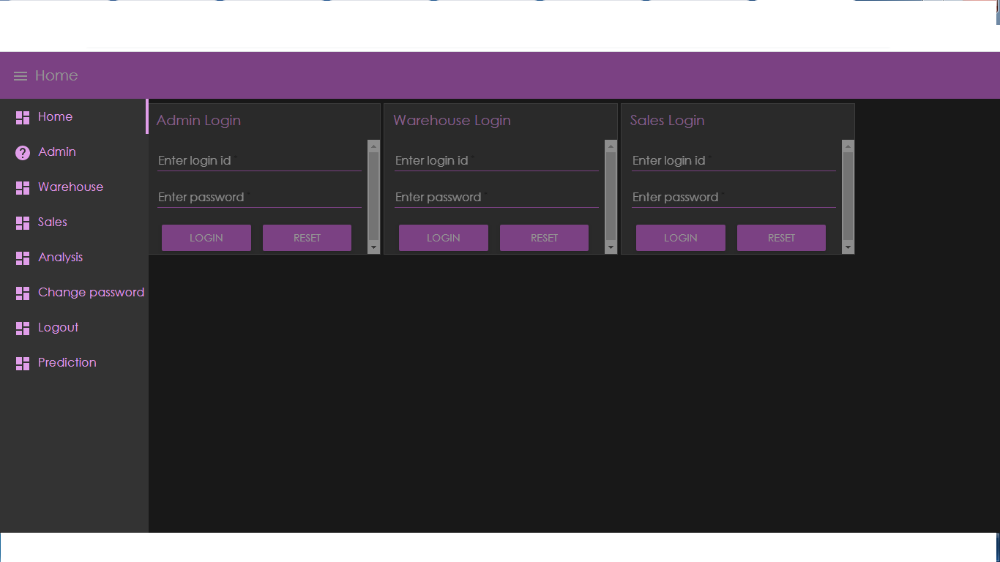 Home
Home
Admin
Warehouse
Sales
Analysis
Change password
Logout
Prediction
Admin Login
Enter login id *
Enter password *
LOGIN RESET
Warehouse Login
Enter login id *
Enter password *
LOGIN RESET
Sales Login
Enter login id *
Enter password *
LOGIN RESET